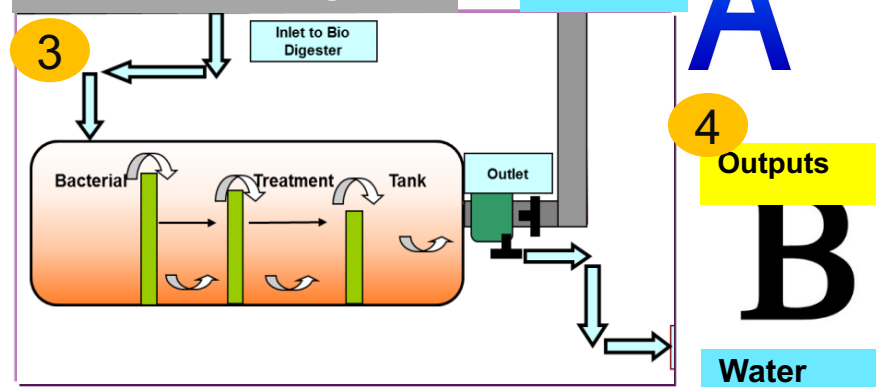 A
3
Inlet to Bio
Digester
4
Outputs
Bacterial Treatment Tank
Outlet
B
Water